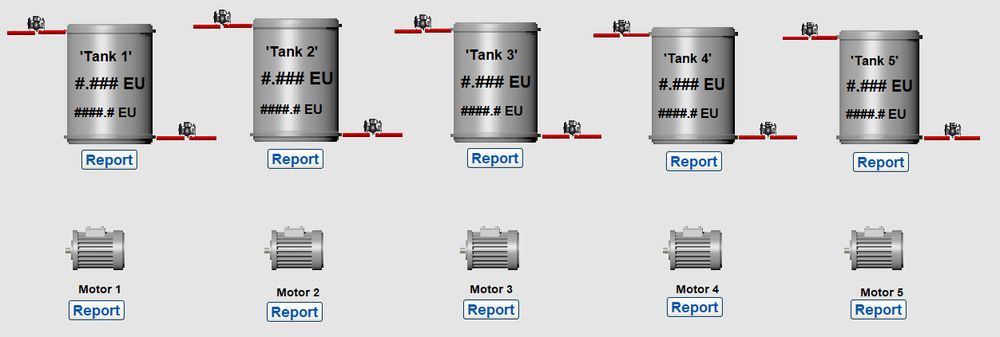 'Tank 1'
#.### EU
####.# EU
Report
'Tank 2'
#.### EU
####.# EU
Report
'Tank 3'
#.### EU
####.# EU
Report
'Tank 4'
#.### EU
####.# EU
Report
'Tank 5'
#.### EU
####.# EU
Report
Motor 1
Report
Motor 2
Report
Motor 3
Report
Motor 4
Report
Motor 5
Report